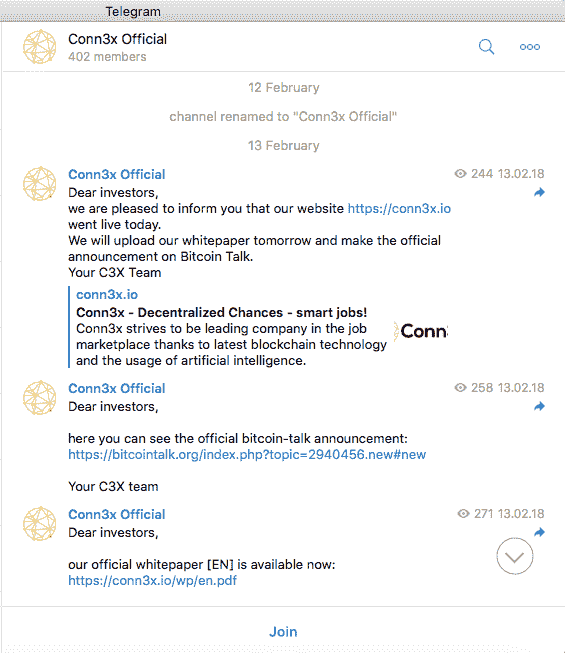 Telegram
Conn3x Official
402 members
12 February
channel renamed to "Conn3x Official"
13 February
Conn3x Official
244 13.02.18
Dear investors,
we are pleased to inform you that our website https://conn3x.io
went live today.
We will upload our whitepaper tomorrow and make the official
announcement on Bitcoin Talk.
Your C3X Team
conn3x.io
Conn3x - Decentralized Chances - smart jobs!
Conn3x strives to be leading company in the job
marketplace thanks to latest blockchain technology
and the usage of artificial intelligence.
Conn
Conn3x Official
258 13.02.18
Dear investors,
here you can see the official bitcoin-talk announcement:
https://bitcointalk.org/index.php?topic=2940456.new#new
Your C3X team
Conn3x Official
271 13.02.18
Dear investors,
our official whitepaper [EN] is available now:
https://conn3x.io/wp/en.pdf
Join